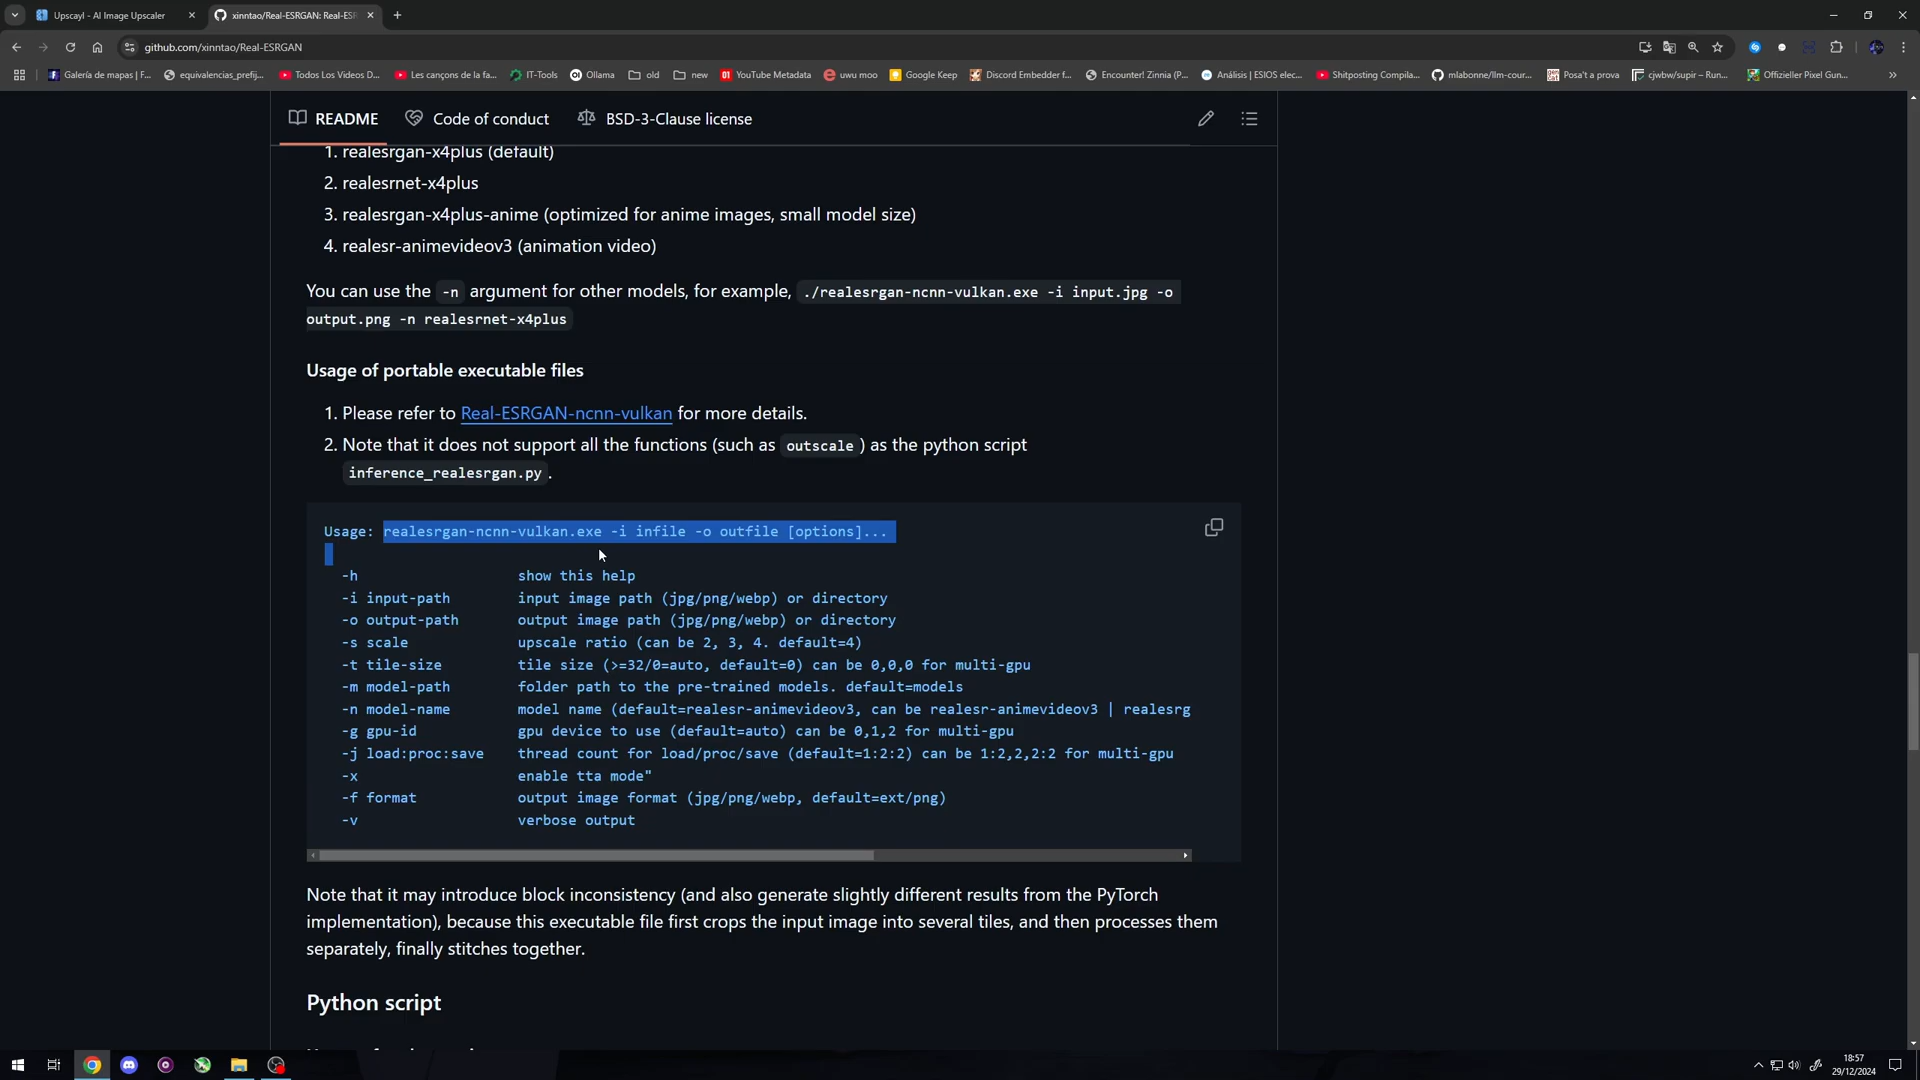 Upscayl - AI Image Upscaler
xinntao/Real-ESRGAN: Real-ESR
github.com/xinntao/Real-ESRGAN
Galería de mapas | F...
equivalencias_prefij...
Todos Los Videos D...
Les cançons de la fa...
IT-Tools
Ollama
old
new
YouTube Metadata
uwu moo
Google Keep
Discord Embedder f...
Encounter! Zinnia (P...
Análisis | ESIOS elec...
Shitposting Compila...
mlabonne/llm-cour...
Posa't a prova
cjwbw/supir – Run...
Offizieller Pixel Gun...
README
Code of conduct
BSD-3-Clause license
1. realesrgan-x4plus (default)
2. realesrnet-x4plus
3. realesrgan-x4plus-anime (optimized for anime images, small model size)
4. realesr-animevideov3 (animation video)
You can use the -n argument for other models, for example, ./realesrgan-ncnn-vulkan.exe -i input.jpg -o
output.png -n realesrnet-x4plus
Usage of portable executable files
1. Please refer to Real-ESRGAN-ncnn-vulkan for more details.
2. Note that it does not support all the functions (such as outscale ) as the python script
inference_realesrgan.py .
Usage: realesrgan-ncnn-vulkan.exe -i infile -o outfile [options]...
-h show this help
-i input-path input image path (jpg/png/webp) or directory
-o output-path output image path (jpg/png/webp) or directory
-s scale upscale ratio (can be 2, 3, 4. default=4)
-t tile-size tile size (>=32/0=auto, default=0) can be 0,0,0 for multi-gpu
-m model-path folder path to the pre-trained models. default=models
-n model-name model name (default=realesr-animevideov3, can be realesr-animevideov3 | realesrg
-g gpu-id gpu device to use (default=auto) can be 0,1,2 for multi-gpu
-j load:proc:save thread count for load/proc/save (default=1:2:2) can be 1:2,2,2:2 for multi-gpu
-x enable tta mode"
-f format output image format (jpg/png/webp, default=ext/png)
-v verbose output
Note that it may introduce block inconsistency (and also generate slightly different results from the PyTorch
implementation), because this executable file first crops the input image into several tiles, and then processes them
separately, finally stitches together.
Python script
18:57
29/12/2024